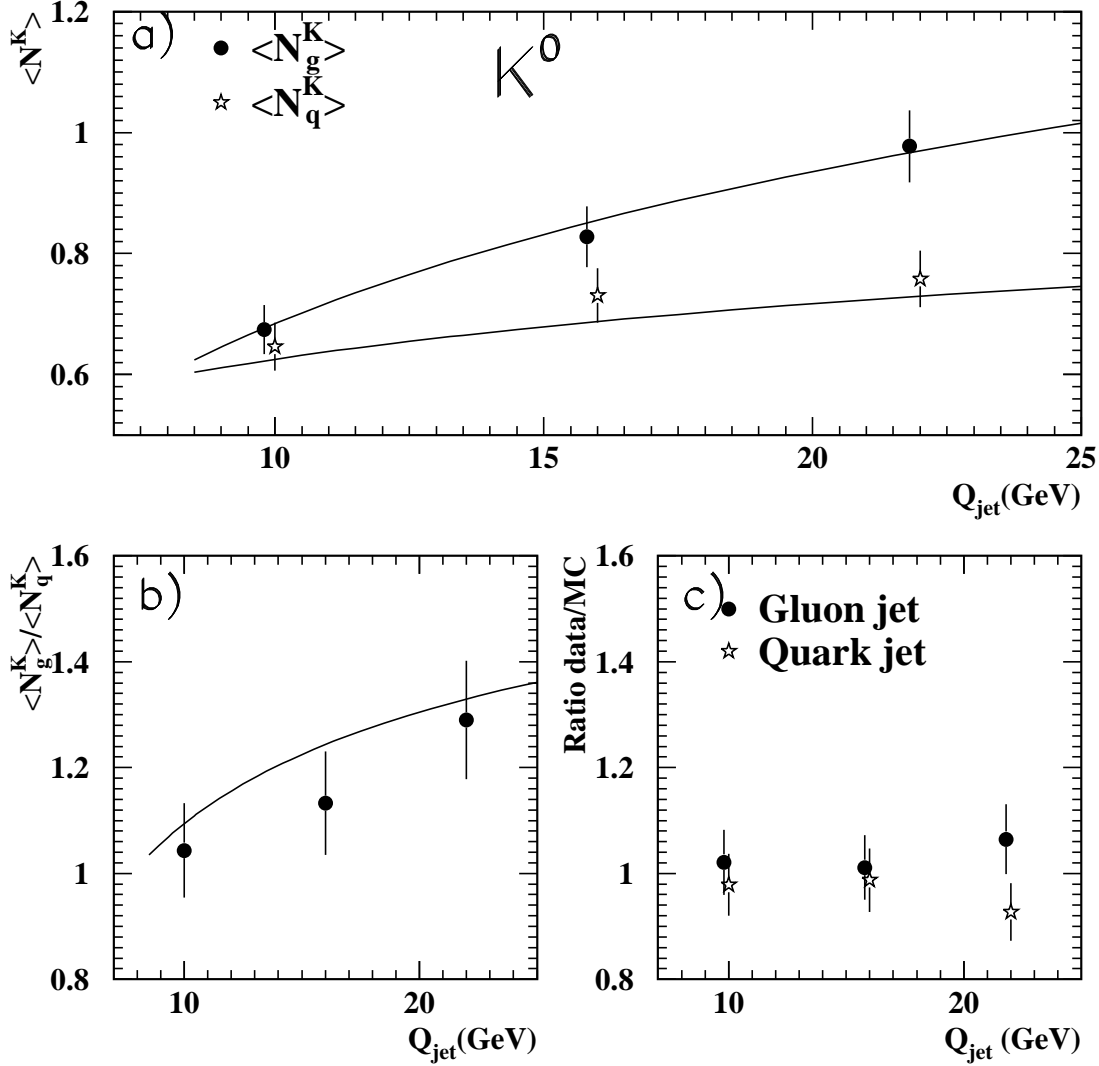 a)
<N_g^K>
<N_q^K>
K^0
<N^K>
1.2
1
0.8
0.6
10 15 20 25
Q_jet(GeV)
b)
<N_g^K>/<N_q^K>
1.6
1.4
1.2
1
0.8
10 20
Q_jet(GeV)
c)
Gluon jet
Quark jet
Ratio data/MC
1.6
1.4
1.2
1
0.8
10 20
Q_jet (GeV)